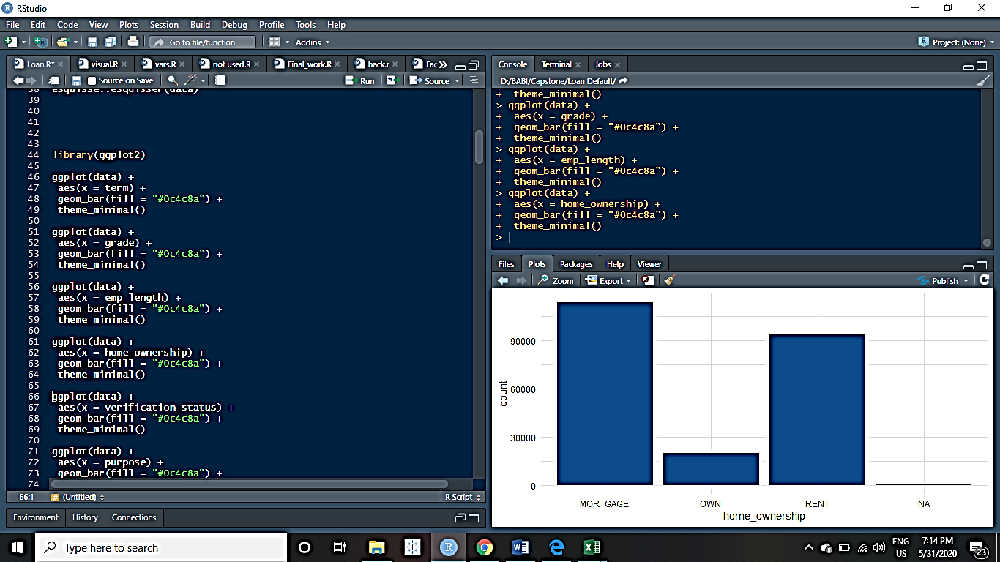 RStudio
File Edit Code View Plots Session Build Debug Profile Tools Help
Go to file/function Addins Project: (None)
Loan.R* visual.R vars.R not used.R Final_work.R hack.r Fac
Source on Save Run Source
38 esquisse::esquisser(data)
39
40
41
42
43
44 library(ggplot2)
45
46 ggplot(data) +
47 aes(x = term) +
48 geom_bar(fill = "#0c4c8a") +
49 theme_minimal()
50
51 ggplot(data) +
52 aes(x = grade) +
53 geom_bar(fill = "#0c4c8a") +
54 theme_minimal()
55
56 ggplot(data) +
57 aes(x = emp_length) +
58 geom_bar(fill = "#0c4c8a") +
59 theme_minimal()
60
61 ggplot(data) +
62 aes(x = home_ownership) +
63 geom_bar(fill = "#0c4c8a") +
64 theme_minimal()
65
66 ggplot(data) +
67 aes(x = verification_status) +
68 geom_bar(fill = "#0c4c8a") +
69 theme_minimal()
70
71 ggplot(data) +
72 aes(x = purpose) +
73 geom_bar(fill = "#0c4c8a") +
74
66:1 # (Untitled) R Script
Environment History Connections
Console Terminal Jobs
D:/BABI/Capstone/Loan Default/
+ theme_minimal()
> ggplot(data) +
+ aes(x = grade) +
+ geom_bar(fill = "#0c4c8a") +
+ theme_minimal()
> ggplot(data) +
+ aes(x = emp_length) +
+ geom_bar(fill = "#0c4c8a") +
+ theme_minimal()
> ggplot(data) +
+ aes(x = home_ownership) +
+ geom_bar(fill = "#0c4c8a") +
+ theme_minimal()
>
Files Plots Packages Help Viewer
Zoom Export Publish
90000
60000
30000
0
count
MORTGAGE OWN RENT NA
home_ownership
Type here to search
ENG
US
7:14 PM
5/31/2020
23